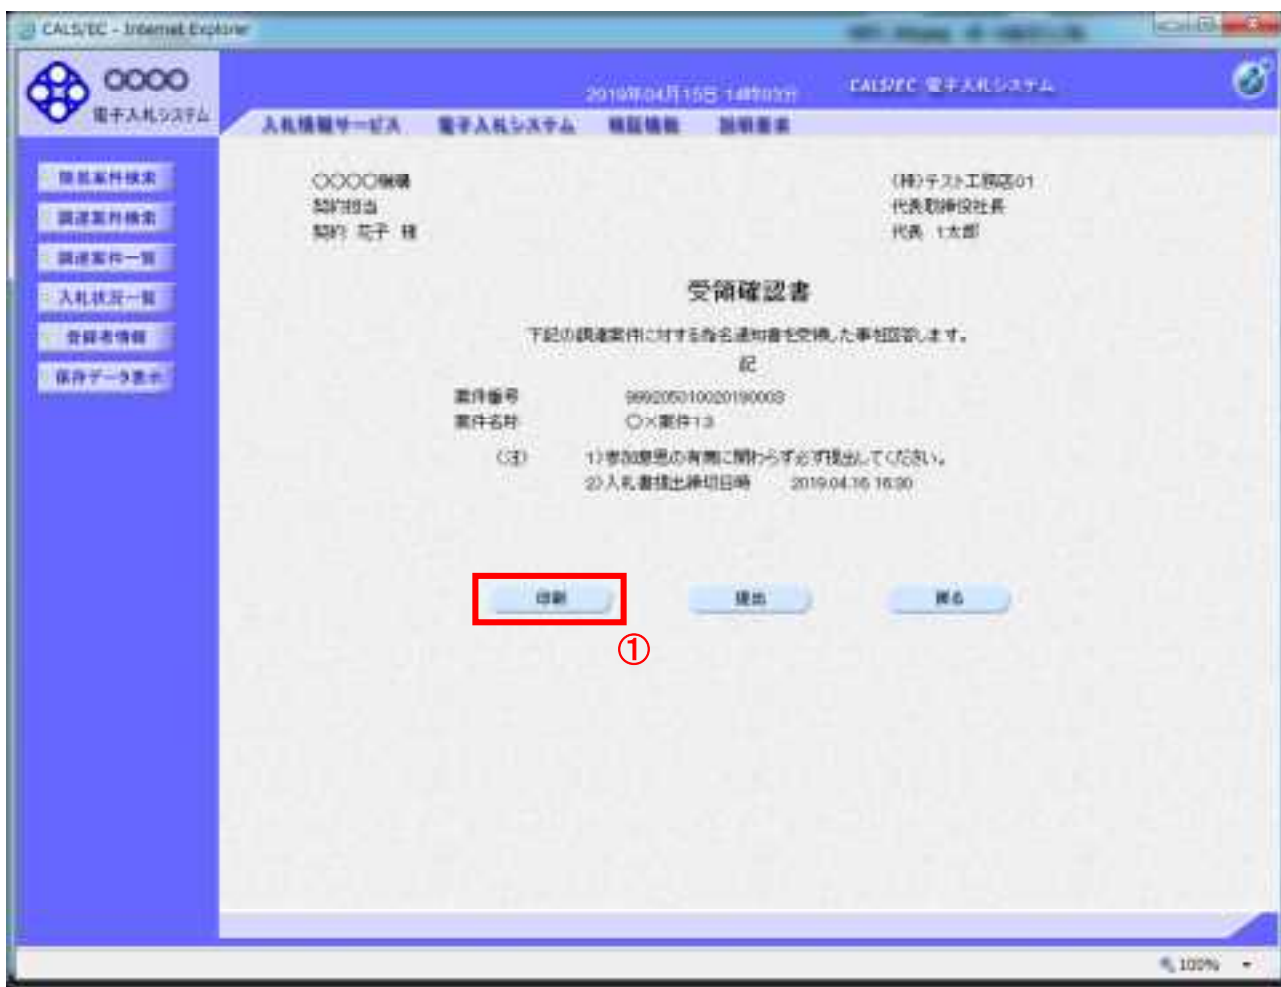 CALS/EC - Internet Explorer
〇〇〇〇
電子入札システム
2019年04月15日 14時03分
CALS/EC 電子入札システム
入札情報サービス
電子入札システム
検証機能
説明要求
簡易案件検索
調達案件検索
調達案件一覧
入札状況一覧
登録者情報
保存データ表示
〇〇〇〇機構
契約担当
契約 花子 様
(株)テスト工務店01
代表取締役社長
代表 1太郎
受領確認書
下記の調達案件に対する指名通知書を受領した事を回答します。
記
案件番号
案件名称 〇×案件13
(注) 1)参加意思の有無に関わらず必ず提出してください。
2)入札書提出締切日時 2019.04.16 16:30
印刷
提出
戻る
①
100%